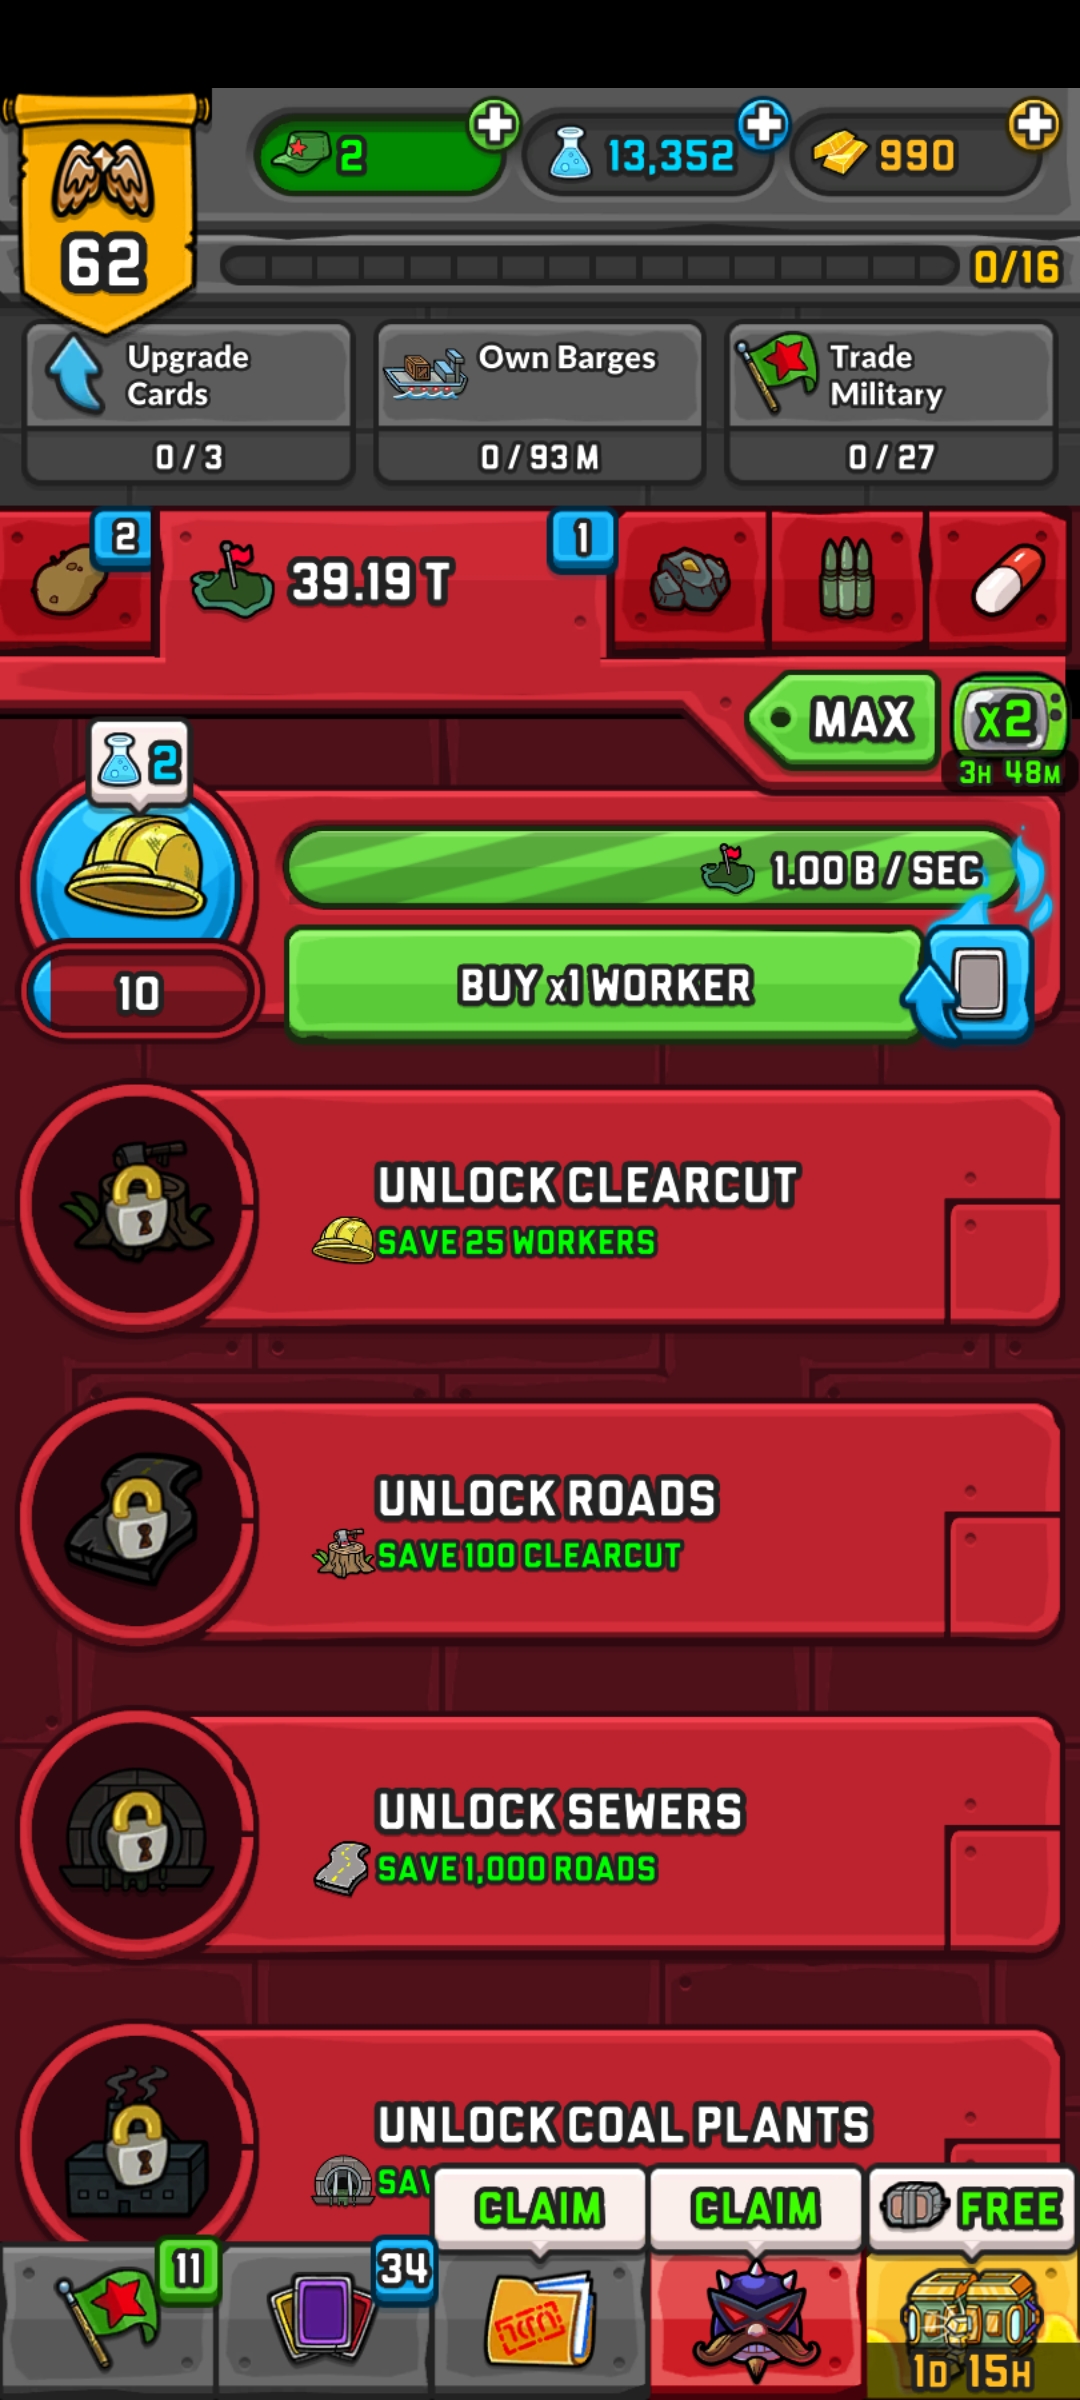 2
13,352
990
62
0/16
Upgrade
Cards
0 / 3
Own Barges
0 / 93 M
Trade
Military
0 / 27
2
39.19 T
1
MAX
x2
3H 48M
2
1.00 B / SEC
10
BUY x1 WORKER
UNLOCK CLEARCUT
SAVE 25 WORKERS
UNLOCK ROADS
SAVE 100 CLEARCUT
UNLOCK SEWERS
SAVE 1,000 ROADS
UNLOCK COAL PLANTS
CLAIM
CLAIM
FREE
11
34
1D 15H